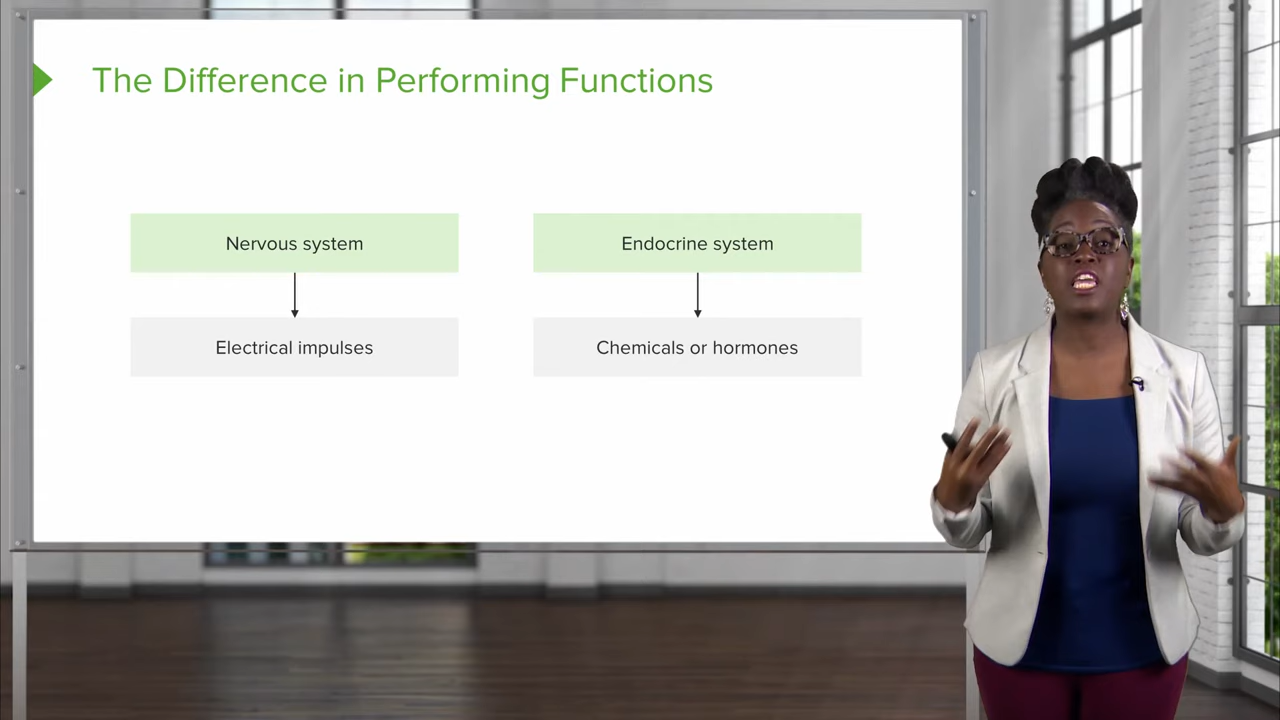 The Difference in Performing Functions
Nervous system
Endocrine system
Electrical impulses
Chemicals or hormones